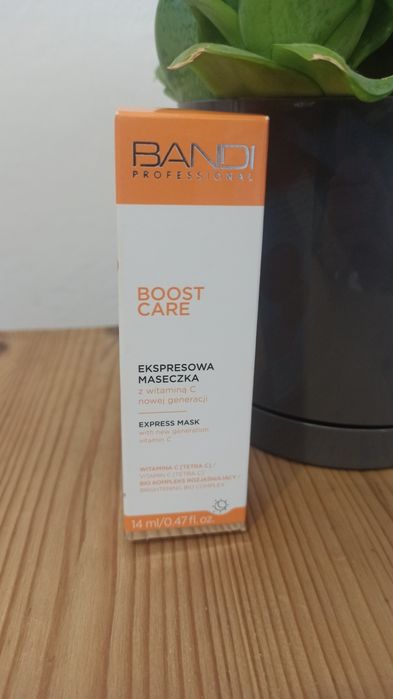 BANDI
PROFESSIONAL
BOOST
CARE
EKSPRESOWA
MASECZKA
z witaminą C
nowej generacji
EXPRESS MASK
with new generation
vitamin C
WITAMINA C [TETRA C] /
VITAMIN C [TETRA C]
BIO KOMPLEKS ROZJAŚNIAJĄCY /
BRIGHTENING BIO COMPLEX
14 ml/0.47 fl. oz.